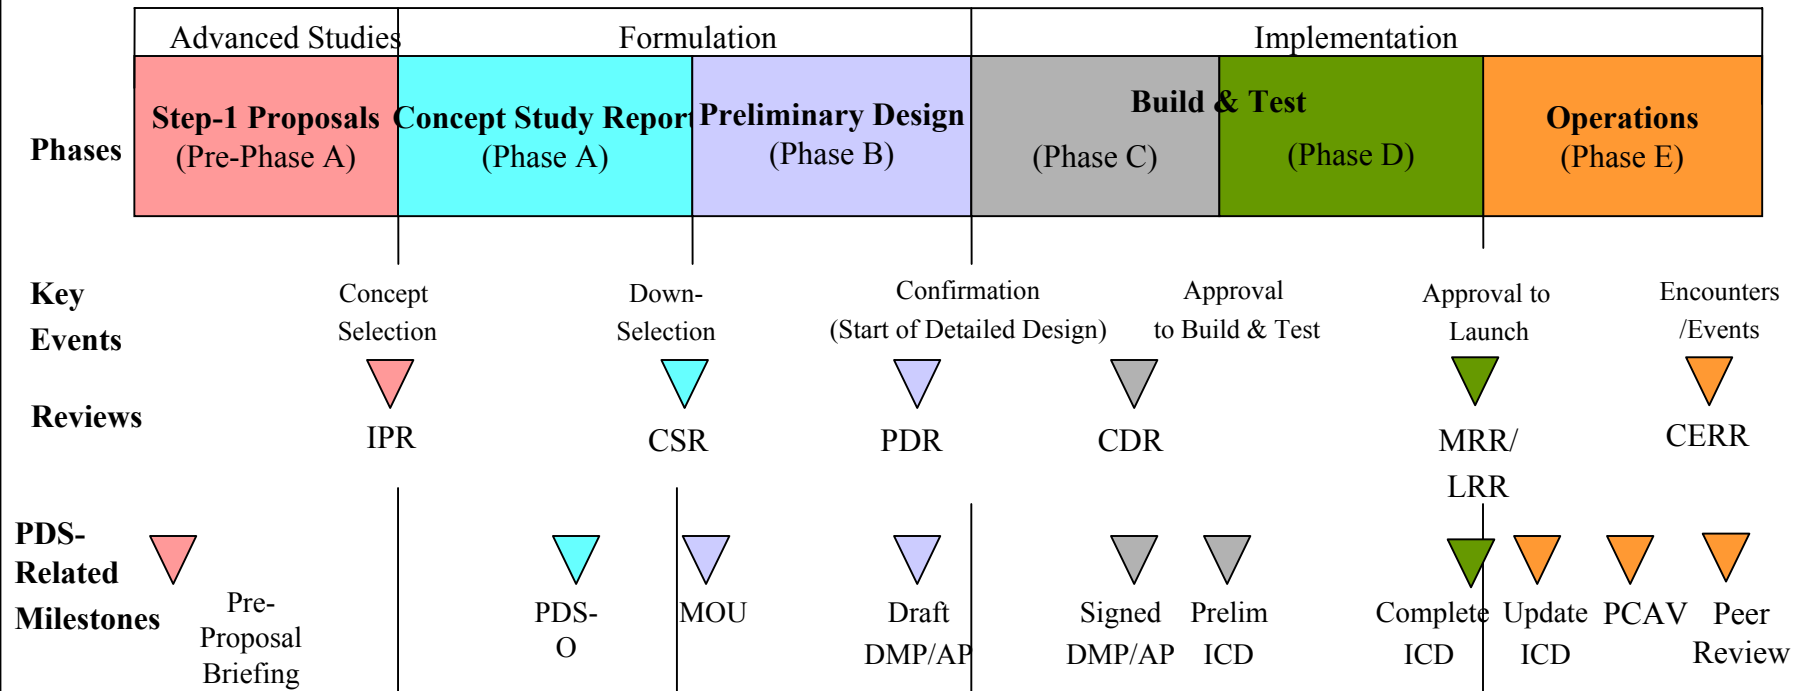 Advanced Studies Formulation Implementation
Phases
Step-1 Proposals
(Pre-Phase A)
Concept Study Report
(Phase A)
Preliminary Design
(Phase B)
Build & Test
(Phase C) (Phase D)
Operations
(Phase E)
Key
Events
Concept
Selection
Down-
Selection
Confirmation
(Start of Detailed Design)
Approval
to Build & Test
Approval to
Launch
Encounters
/Events
Reviews
IPR
CSR
PDR
CDR
MRR/
LRR
CERR
PDS-
Related
Milestones
Pre-
Proposal
Briefing
PDS-
O
MOU
Draft
DMP/AP
Signed
DMP/AP
Prelim
ICD
Complete
ICD
Update
ICD
PCAV
Peer
Review